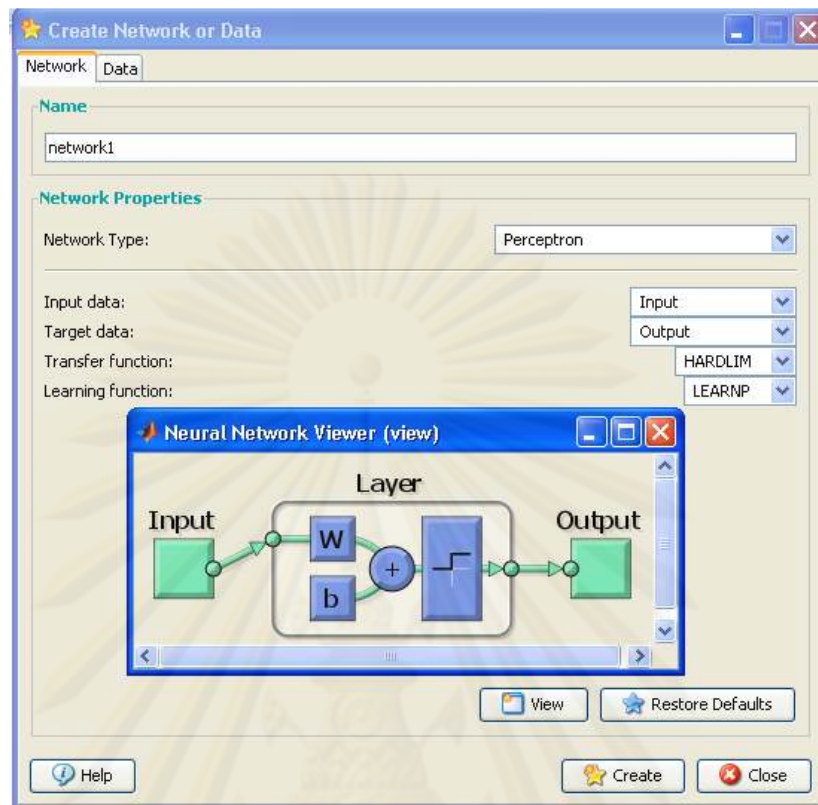 Create Network or Data
Network Data
Name
network1
Network Properties
Network Type: Perceptron
Input data: Input
Target data: Output
Transfer function: HARDLIM
Learning function: LEARNP
Neural Network Viewer (view)
Layer
Input
Output
W
b
+
View Restore Defaults
Help Create Close